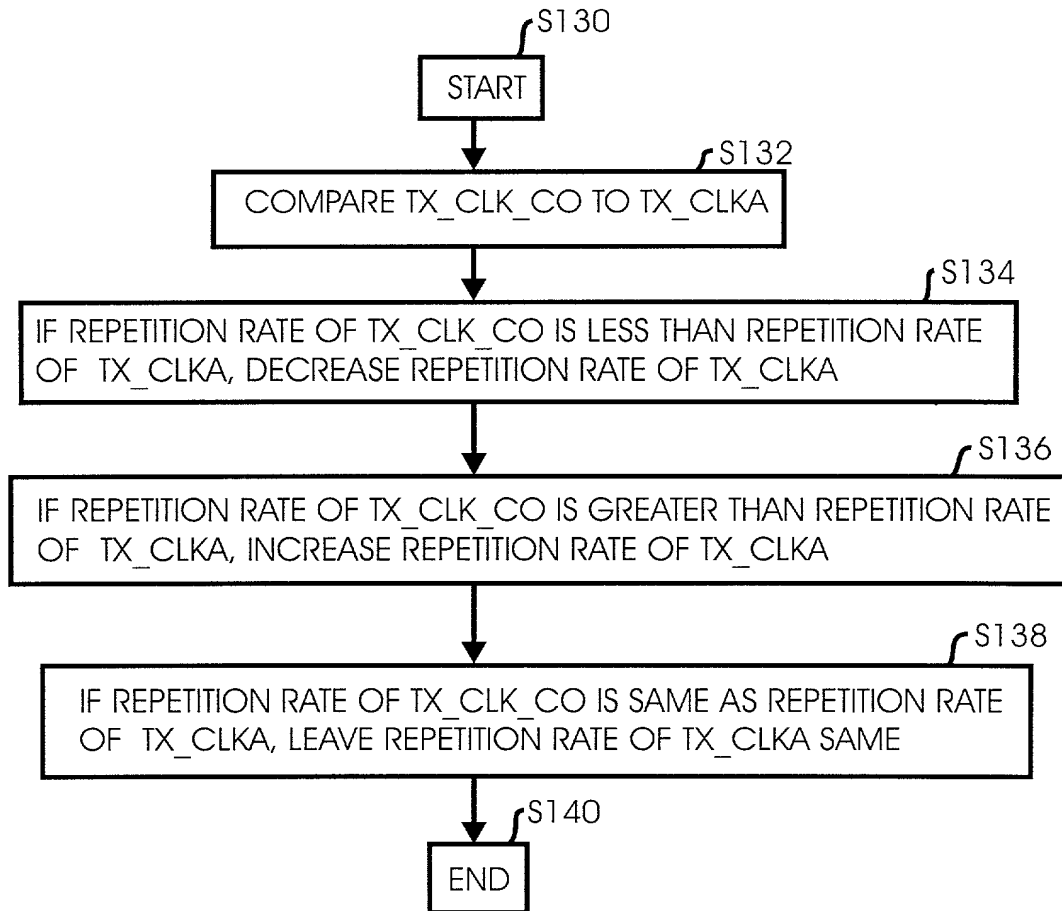 S130
START
S132
COMPARE TX_CLK_CO TO TX_CLKA
S134
IF REPETITION RATE OF TX_CLK_CO IS LESS THAN REPETITION RATE
OF TX_CLKA, DECREASE REPETITION RATE OF TX_CLKA
S136
IF REPETITION RATE OF TX_CLK_CO IS GREATER THAN REPETITION RATE
OF TX_CLKA, INCREASE REPETITION RATE OF TX_CLKA
S138
IF REPETITION RATE OF TX_CLK_CO IS SAME AS REPETITION RATE
OF TX_CLKA, LEAVE REPETITION RATE OF TX_CLKA SAME
S140
END